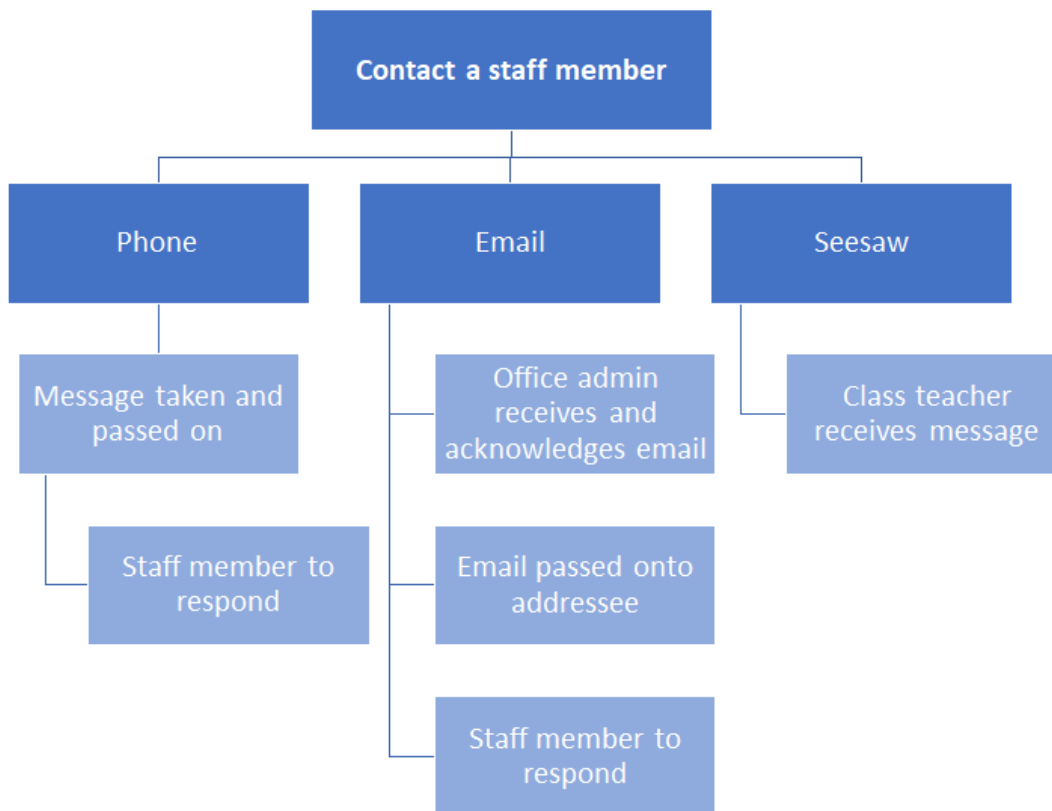 Contact a staff member
Phone
Email
Seesaw
Message taken and
passed on
Staff member to
respond
Office admin
receives and
acknowledges email
Email passed onto
addressee
Staff member to
respond
Class teacher
receives message